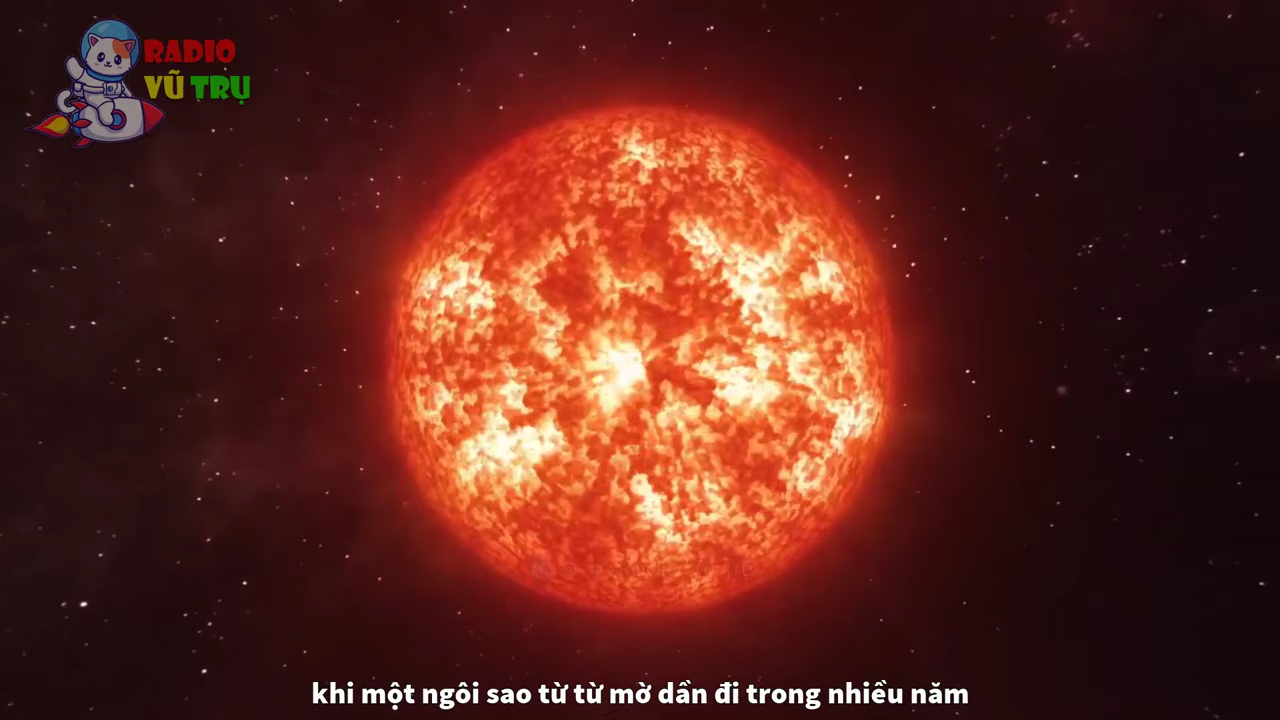 RADIO
VŨ TRỤ
khi một ngôi sao từ từ mờ dần đi trong nhiều năm